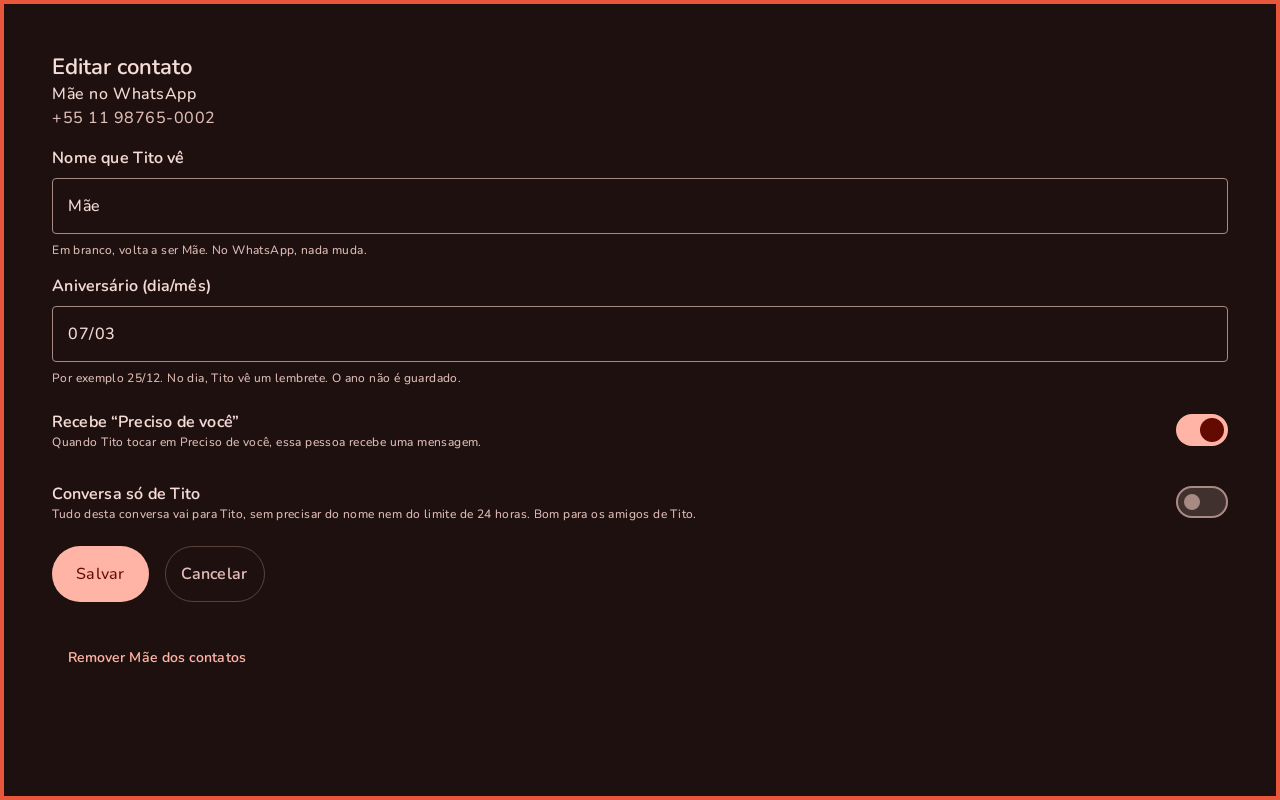 Editar contato
Mãe no WhatsApp
+55 11 98765-0002
Nome que Tito vê
Mãe
Em branco, volta a ser Mãe. No WhatsApp, nada muda.
Aniversário (dia/mês)
07/03
Por exemplo 25/12. No dia, Tito vê um lembrete. O ano não é guardado.
Recebe “Preciso de você”
Quando Tito tocar em Preciso de você, essa pessoa recebe uma mensagem.
Conversa só de Tito
Tudo desta conversa vai para Tito, sem precisar do nome nem do limite de 24 horas. Bom para os amigos de Tito.
Salvar
Cancelar
Remover Mãe dos contatos